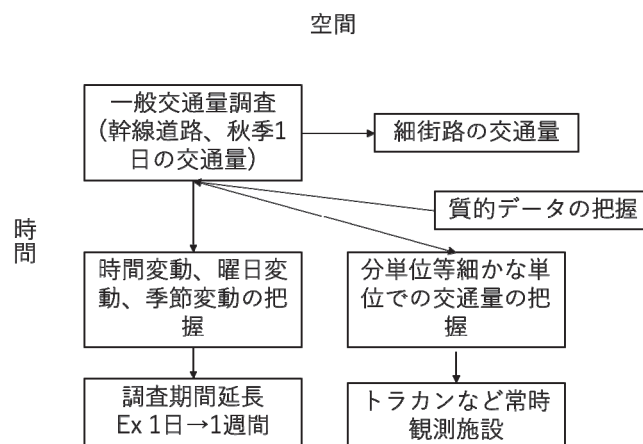 空間
一般交通量調査
(幹線道路、秋季1
日の交通量)
細街路の交通量
質的データの把握
時間
時間変動、曜日変
動、季節変動の把
握
分単位等細かな単
位での交通量の把
握
調査期間延長
Ex 1日→1週間
トラカンなど常時
観測施設